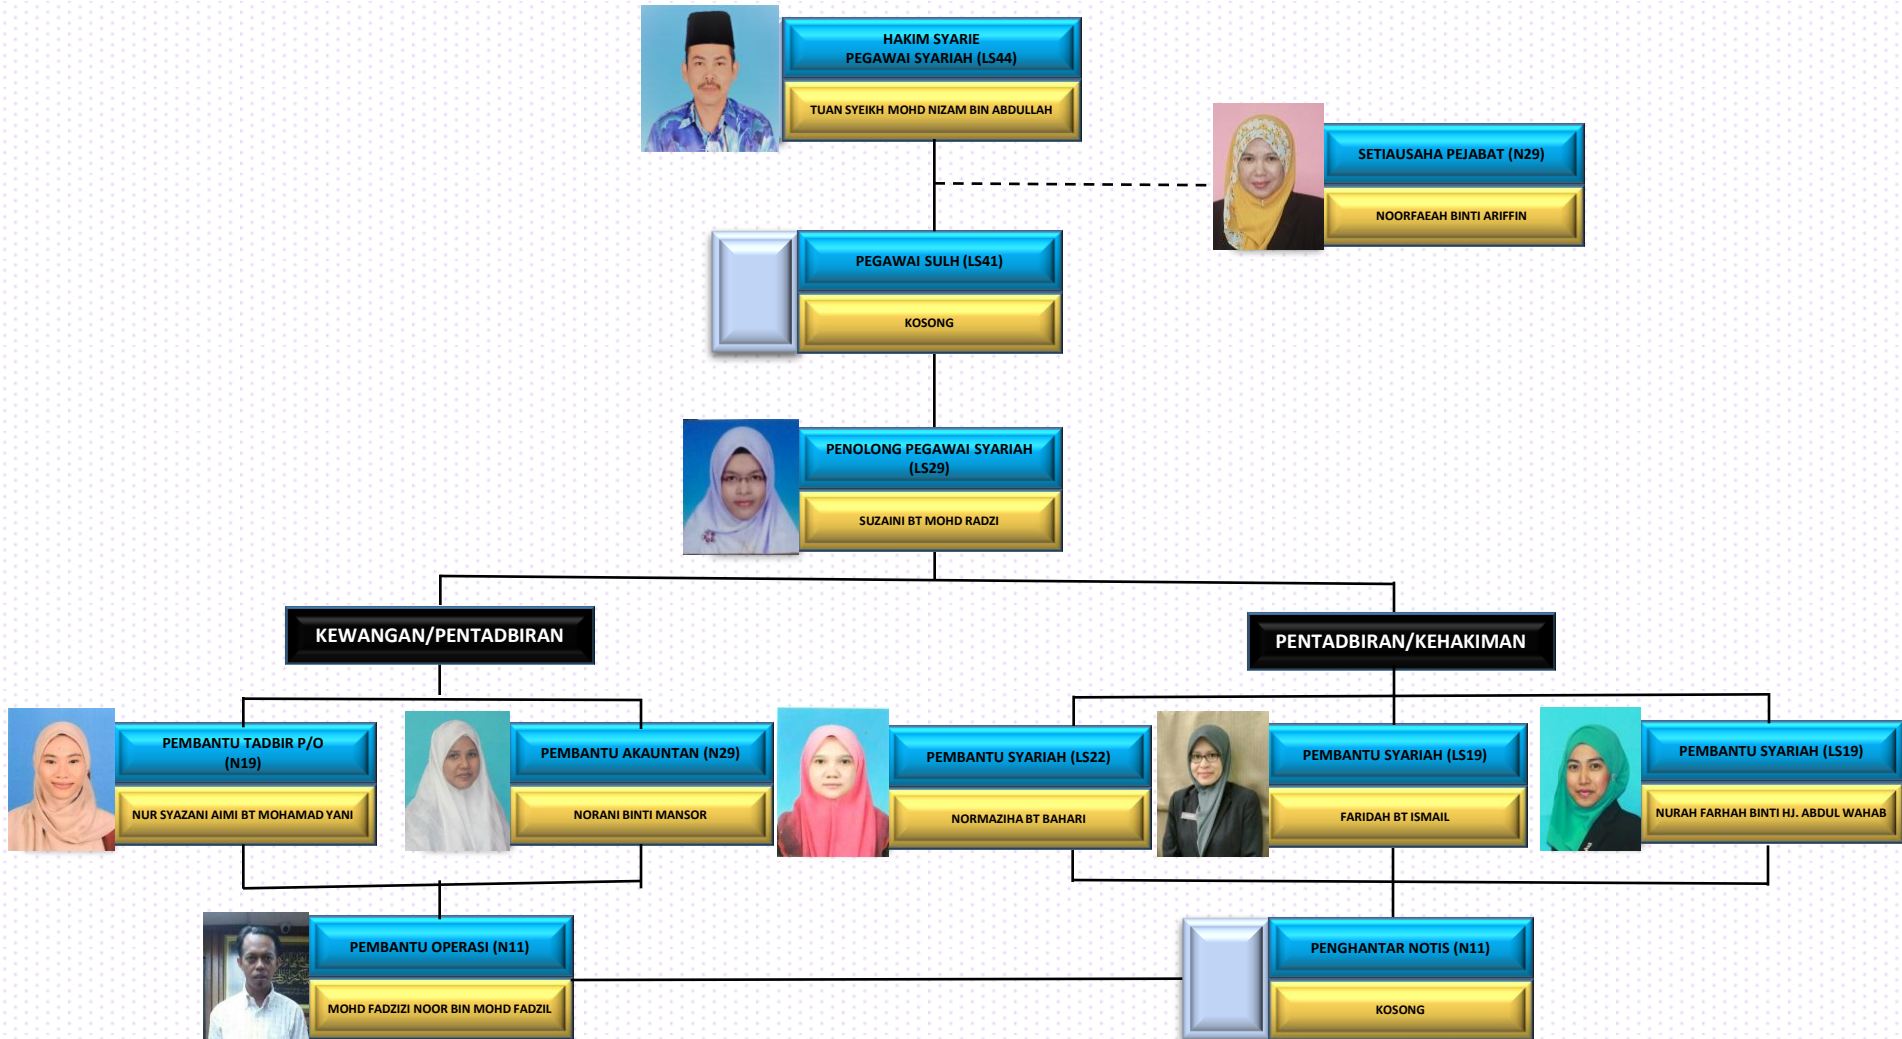 HAKIM SYARIE
PEGAWAI SYARIAH (LS44)
TUAN SYEIKH MOHD NIZAM BIN ABDULLAH
SETIAUSAHA PEJABAT (N29)
NOORFAEAH BINTI ARIFFIN
PEGAWAI SULH (LS41)
KOSONG
PENOLONG PEGAWAI SYARIAH
(LS29)
SUZAINI BT MOHD RADZI
KEWANGAN/PENTADBIRAN
PENTADBIRAN/KEHAKIMAN
PEMBANTU TADBIR P/O
(N19)
NUR SYAZANI AIMI BT MOHAMAD YANI
PEMBANTU AKAUNTAN (N29)
NORANI BINTI MANSOR
PEMBANTU SYARIAH (LS22)
NORMAZIHA BT BAHARI
PEMBANTU SYARIAH (LS19)
FARIDAH BT ISMAIL
PEMBANTU SYARIAH (LS19)
NURAH FARHAH BINTI HJ. ABDUL WAHAB
PEMBANTU OPERASI (N11)
MOHD FADZIZI NOOR BIN MOHD FADZIL
PENGHANTAR NOTIS (N11)
KOSONG